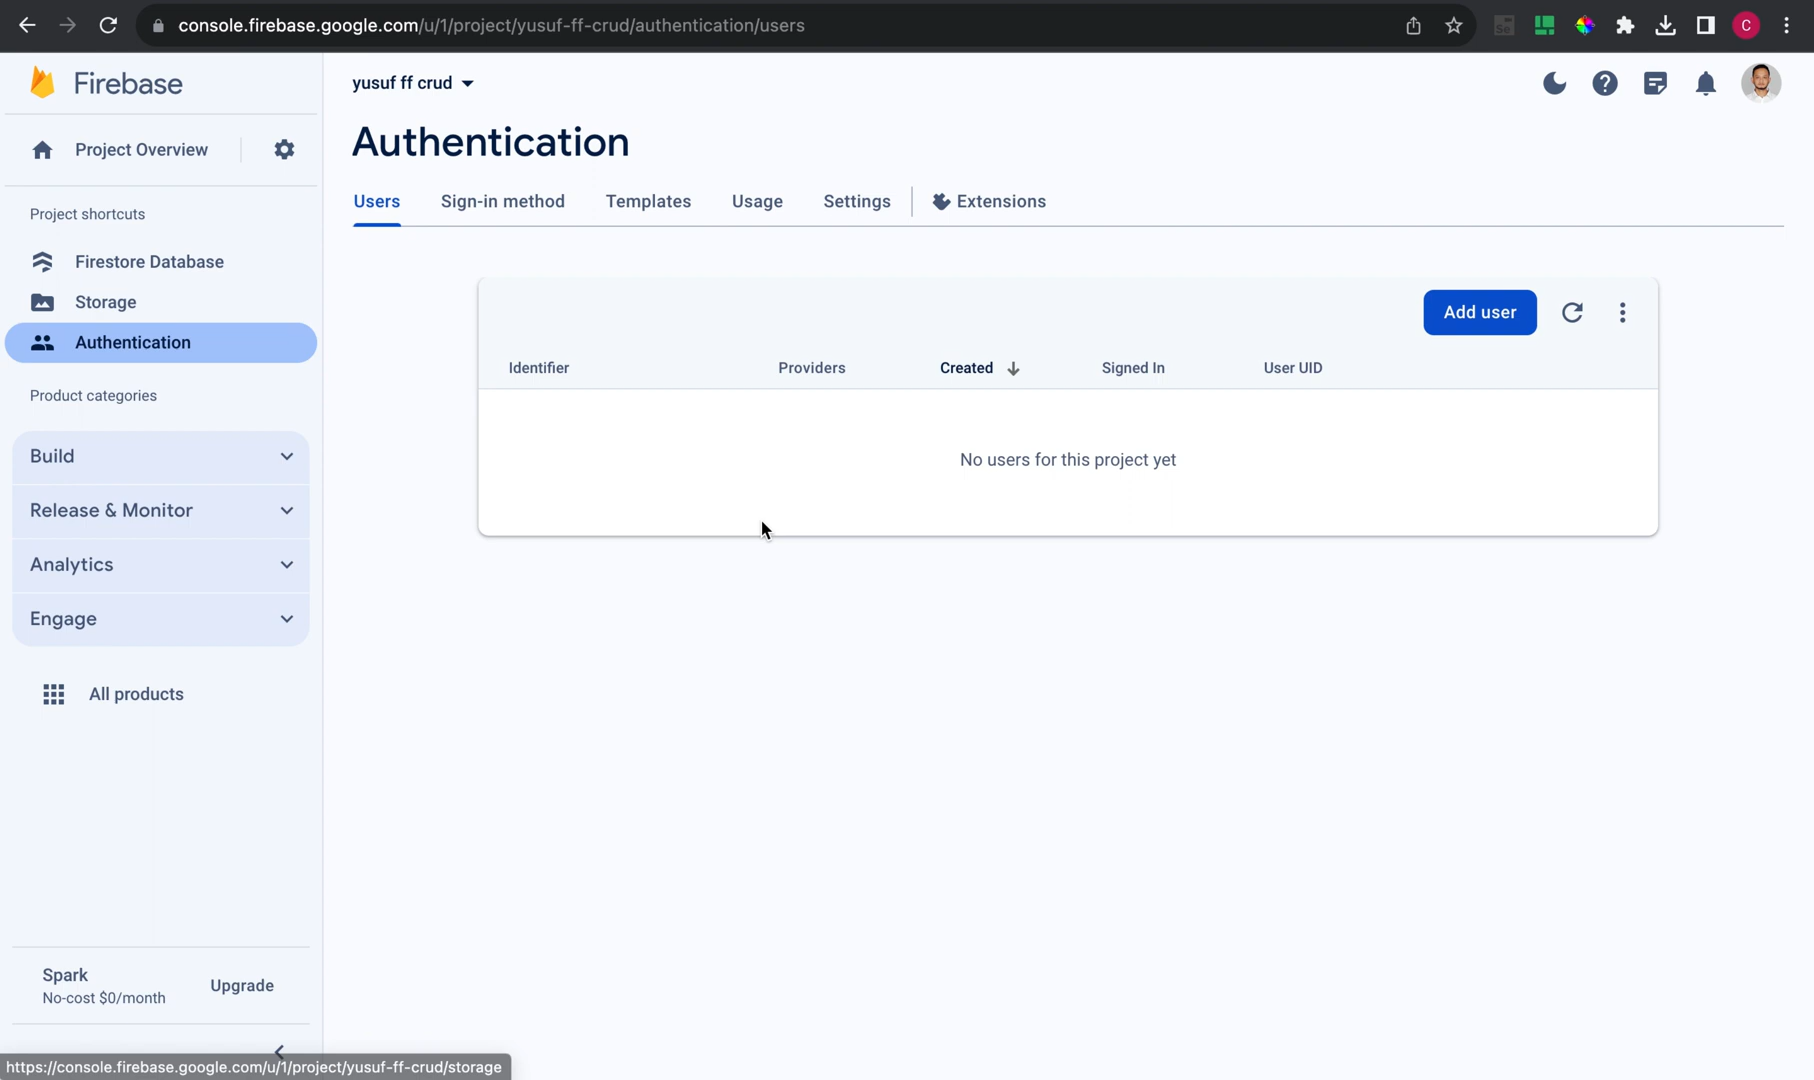 console.firebase.google.com/u/1/project/yusuf-ff-crud/authentication/users
C
Firebase
yusuf ff crud
Project Overview
Authentication
Users
Sign-in method
Templates
Usage
Settings
Extensions
Project shortcuts
Firestore Database
Storage
Authentication
Product categories
Build
Release & Monitor
Analytics
Engage
All products
Add user
Identifier
Providers
Created
Signed In
User UID
No users for this project yet
Spark
No-cost $0/month
Upgrade
https://console.firebase.google.com/u/1/project/yusuf-ff-crud/storage